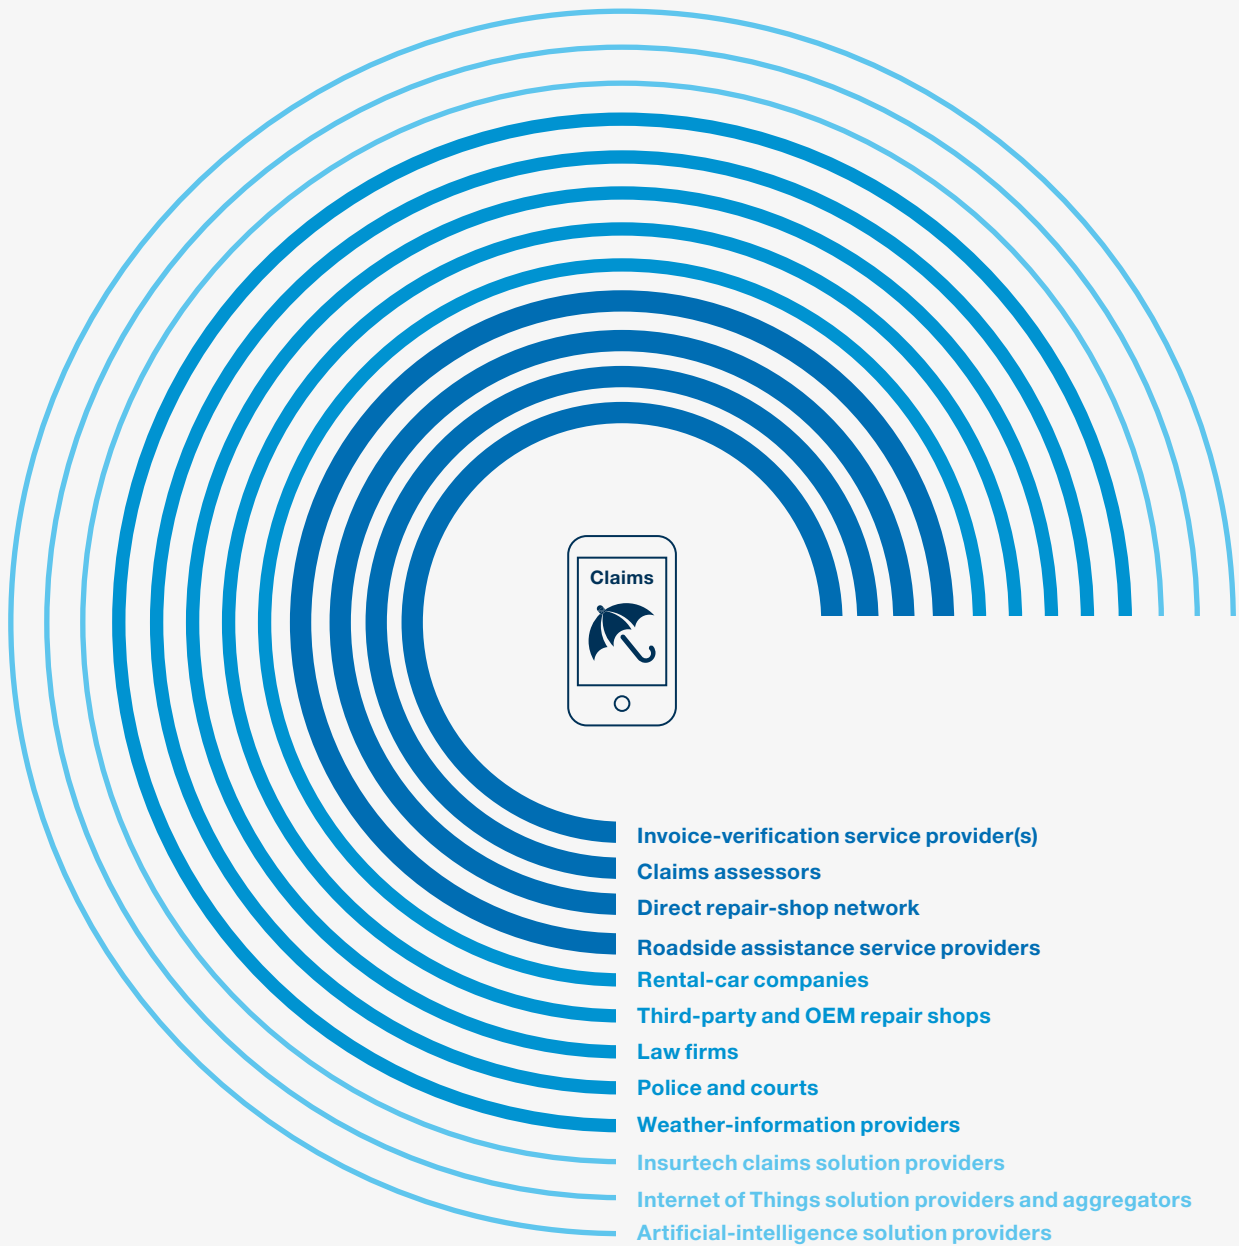 Claims
Invoice-verification service provider(s)
Claims assessors
Direct repair-shop network
Roadside assistance service providers
Rental-car companies
Third-party and OEM repair shops
Law firms
Police and courts
Weather-information providers
Insurtech claims solution providers
Internet of Things solution providers and aggregators
Artificial-intelligence solution providers